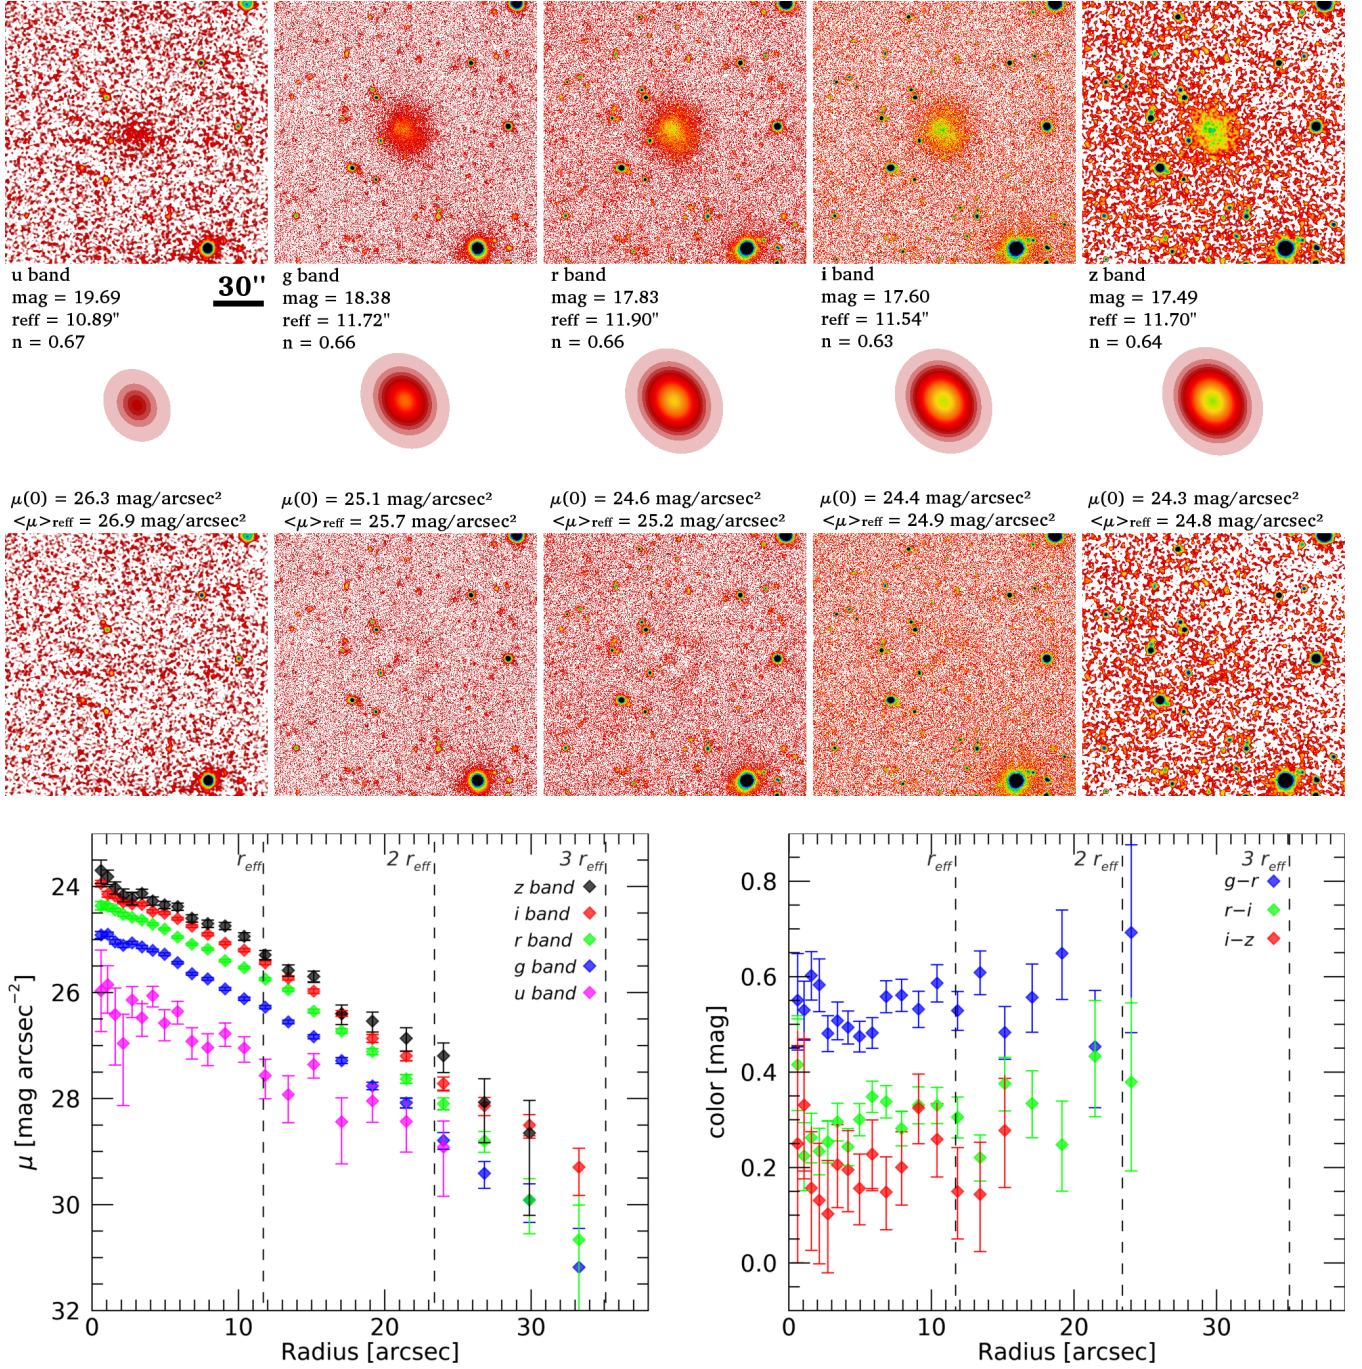 u band
mag = 19.69
reff = 10.89"
n = 0.67
30"
g band
mag = 18.38
reff = 11.72"
n = 0.66
r band
mag = 17.83
reff = 11.90"
n = 0.66
i band
mag = 17.60
reff = 11.54"
n = 0.63
z band
mag = 17.49
reff = 11.70"
n = 0.64
μ(0) = 26.3 mag/arcsec²
<μ>reff = 26.9 mag/arcsec²
μ(0) = 25.1 mag/arcsec²
<μ>reff = 25.7 mag/arcsec²
μ(0) = 24.6 mag/arcsec²
<μ>reff = 25.2 mag/arcsec²
μ(0) = 24.4 mag/arcsec²
<μ>reff = 24.9 mag/arcsec²
μ(0) = 24.3 mag/arcsec²
<μ>reff = 24.8 mag/arcsec²
r_eff
2 r_eff
3 r_eff
z band
i band
r band
g band
u band
24
26
28
30
32
μ [mag arcsec⁻²]
0
10
20
30
Radius [arcsec]
r_eff
2 r_eff
3 r_eff
g−r
r−i
i−z
0.8
0.6
0.4
0.2
0.0
color [mag]
0
10
20
30
Radius [arcsec]